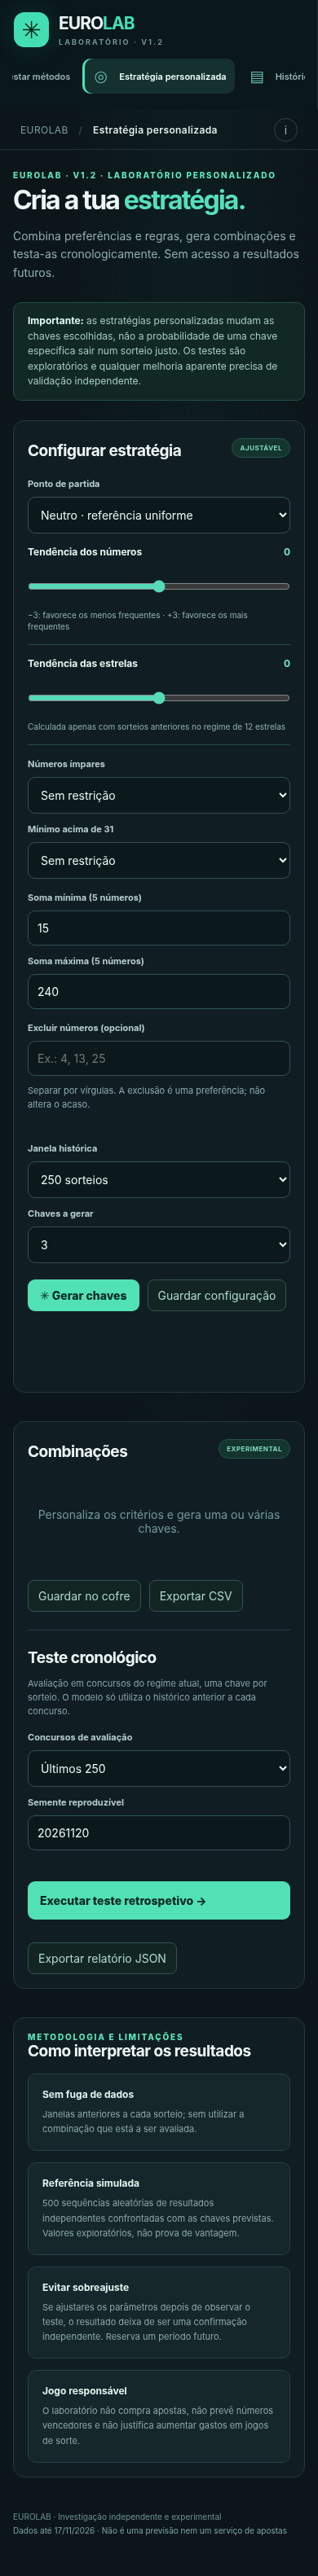 EUROLAB
LABORATÓRIO · V1.2
estar métodos
Estratégia personalizada
Históric
EUROLAB / Estratégia personalizada
i
EUROLAB · V1.2 · LABORATÓRIO PERSONALIZADO
Cria a tua estratégia.
Combina preferências e regras, gera combinações e
testa-as cronologicamente. Sem acesso a resultados
futuros.
Importante: as estratégias personalizadas mudam as
chaves escolhidas, não a probabilidade de uma chave
específica sair num sorteio justo. Os testes são
exploratórios e qualquer melhoria aparente precisa de
validação independente.
Configurar estratégia
AJUSTÁVEL
Ponto de partida
Neutro · referência uniforme
Tendência dos números 0
−3: favorece os menos frequentes · +3: favorece os mais
frequentes
Tendência das estrelas 0
Calculada apenas com sorteios anteriores no regime de 12 estrelas
Números ímpares
Sem restrição
Mínimo acima de 31
Sem restrição
Soma mínima (5 números)
15
Soma máxima (5 números)
240
Excluir números (opcional)
Ex.: 4, 13, 25
Separar por vírgulas. A exclusão é uma preferência; não
altera o acaso.
Janela histórica
250 sorteios
Chaves a gerar
3
✳ Gerar chaves
Guardar configuração
Combinações
EXPERIMENTAL
Personaliza os critérios e gera uma ou várias
chaves.
Guardar no cofre
Exportar CSV
Teste cronológico
Avaliação em concursos do regime atual, uma chave por
sorteio. O modelo só utiliza o histórico anterior a cada
concurso.
Concursos de avaliação
Últimos 250
Semente reproduzível
20261120
Executar teste retrospetivo →
Exportar relatório JSON
METODOLOGIA E LIMITAÇÕES
Como interpretar os resultados
Sem fuga de dados
Janelas anteriores a cada sorteio; sem utilizar a
combinação que está a ser avaliada.
Referência simulada
500 sequências aleatórias de resultados
independentes confrontadas com as chaves previstas.
Valores exploratórios, não prova de vantagem.
Evitar sobreajuste
Se ajustares os parâmetros depois de observar o
teste, o resultado deixa de ser uma confirmação
independente. Reserva um período futuro.
Jogo responsável
O laboratório não compra apostas, não prevê números
vencedores e não justifica aumentar gastos em jogos
de sorte.
EUROLAB · Investigação independente e experimental
Dados até 17/11/2026 · Não é uma previsão nem um serviço de apostas